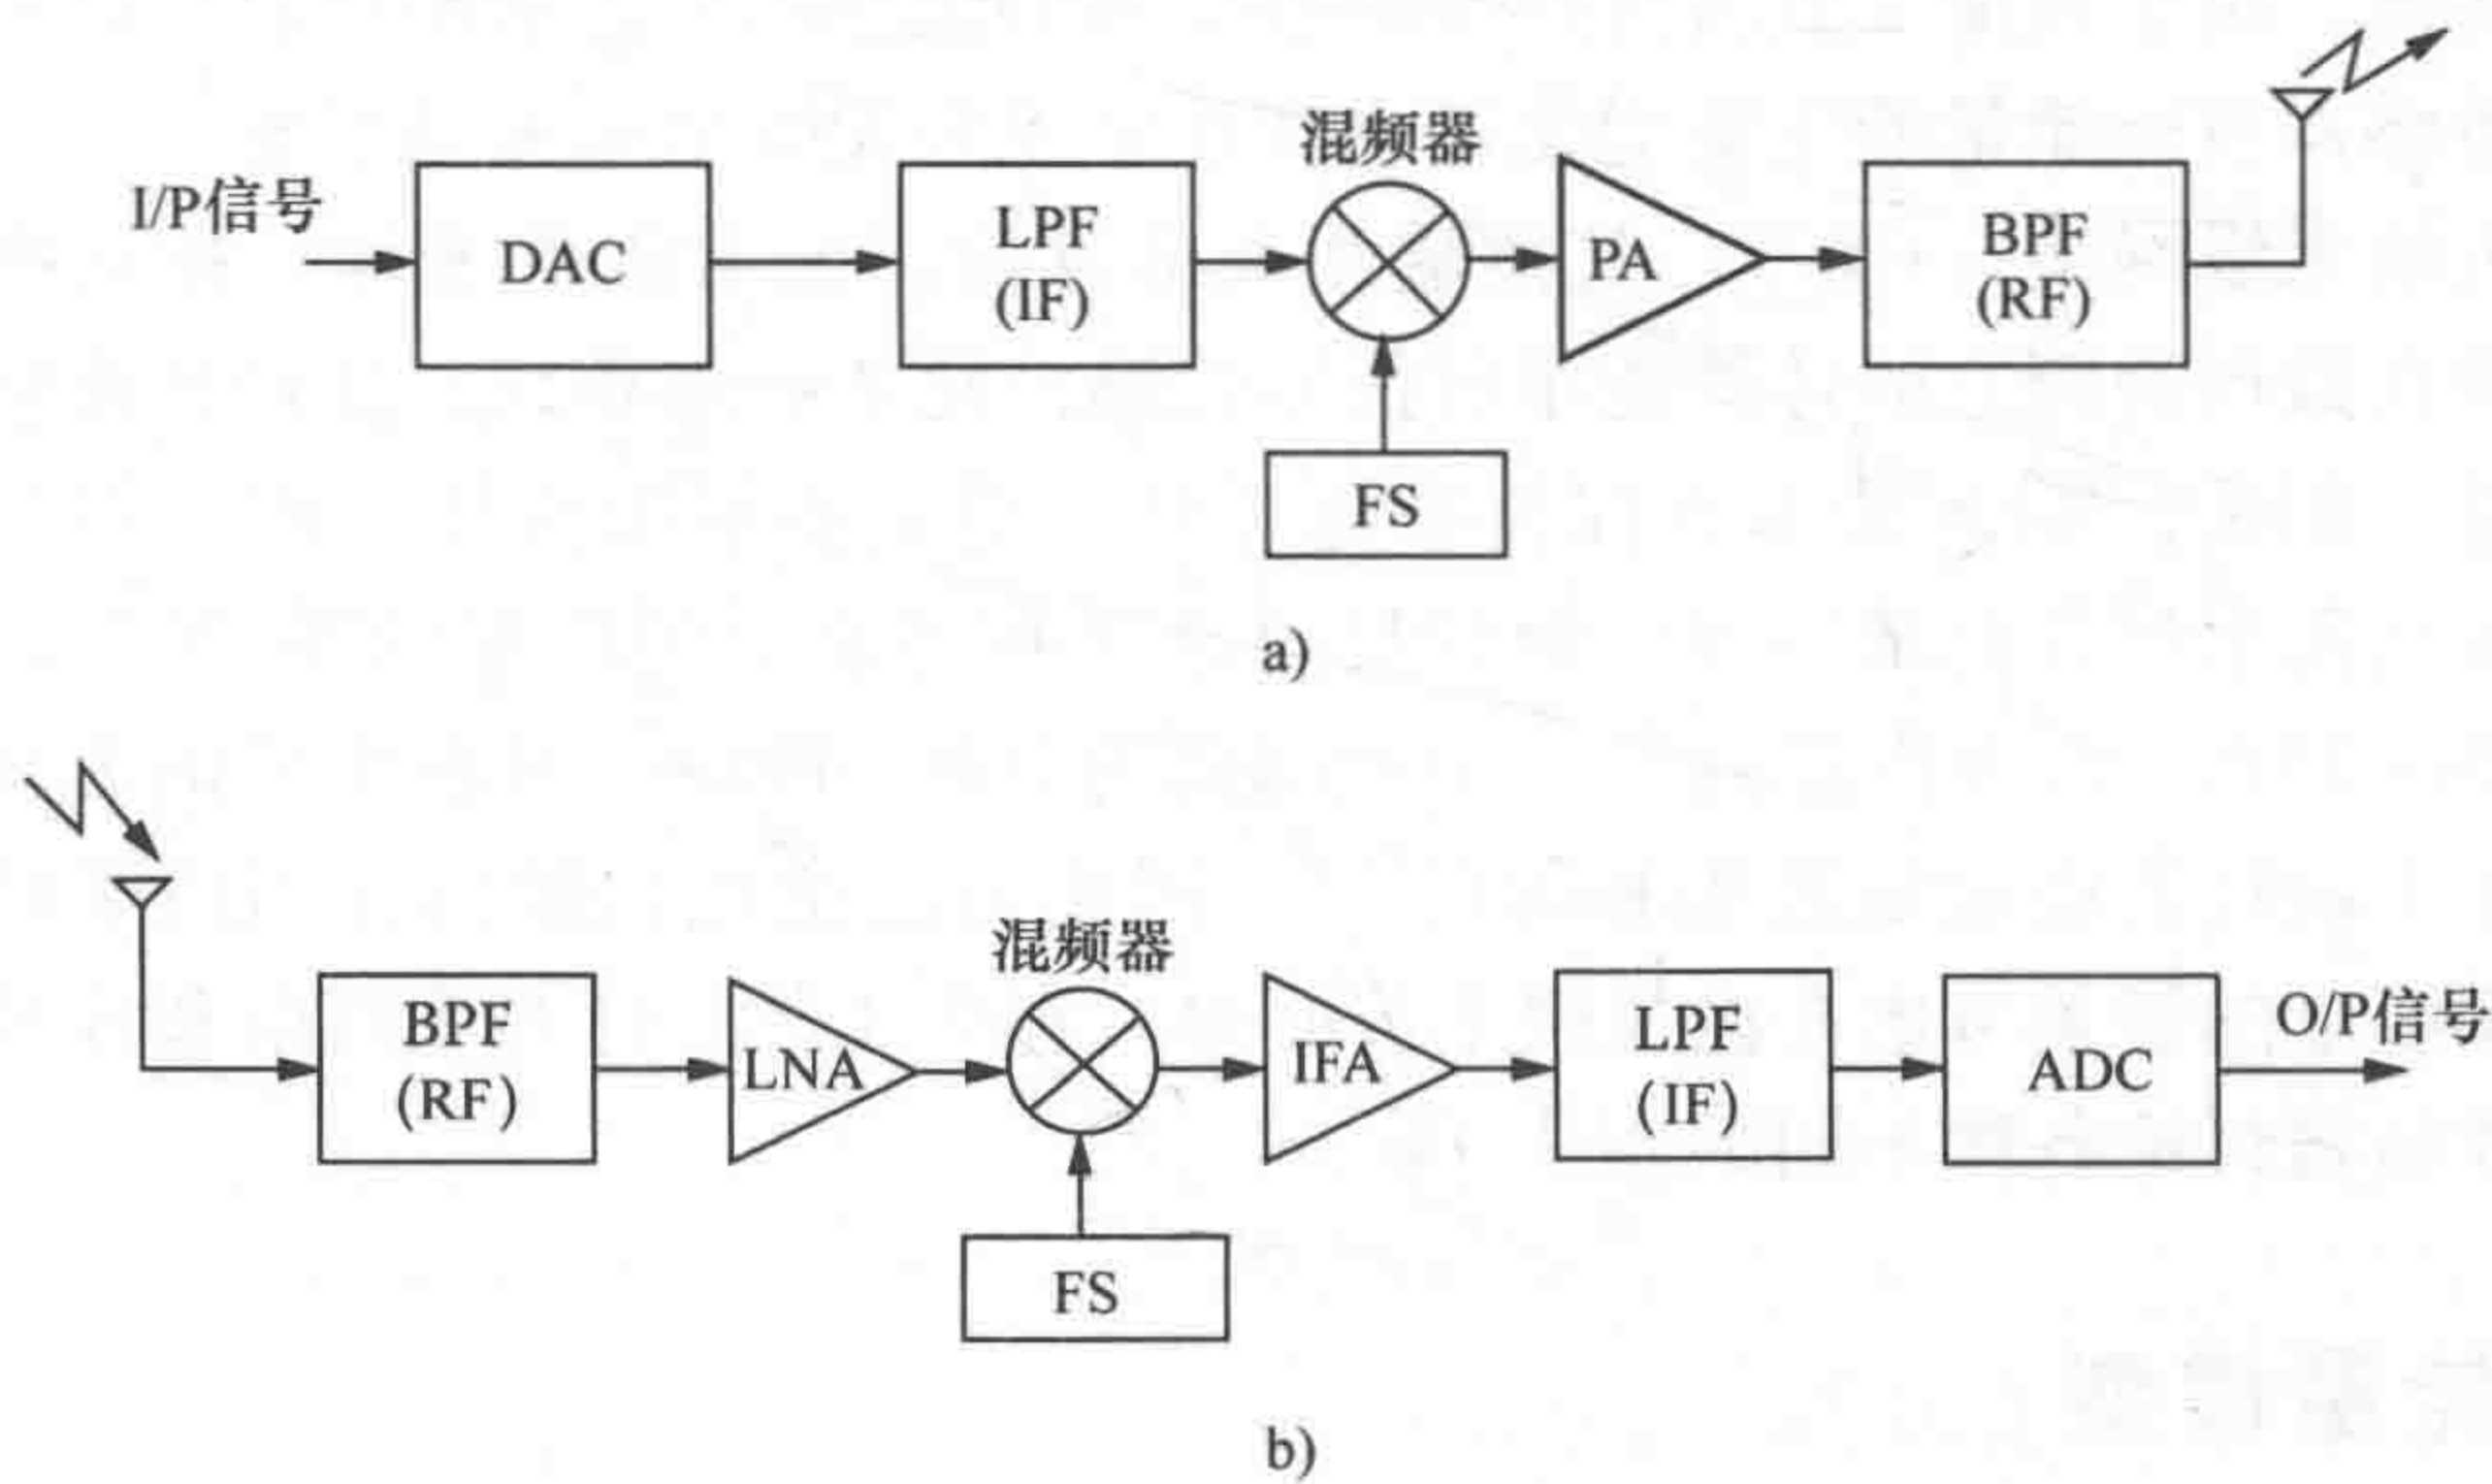 混频器
I/P信号
DAC
LPF
(IF)
PA
BPF
(RF)
FS
a)
混频器
BPF
(RF)
LNA
IFA
LPF
(IF)
ADC
O/P信号
FS
b)